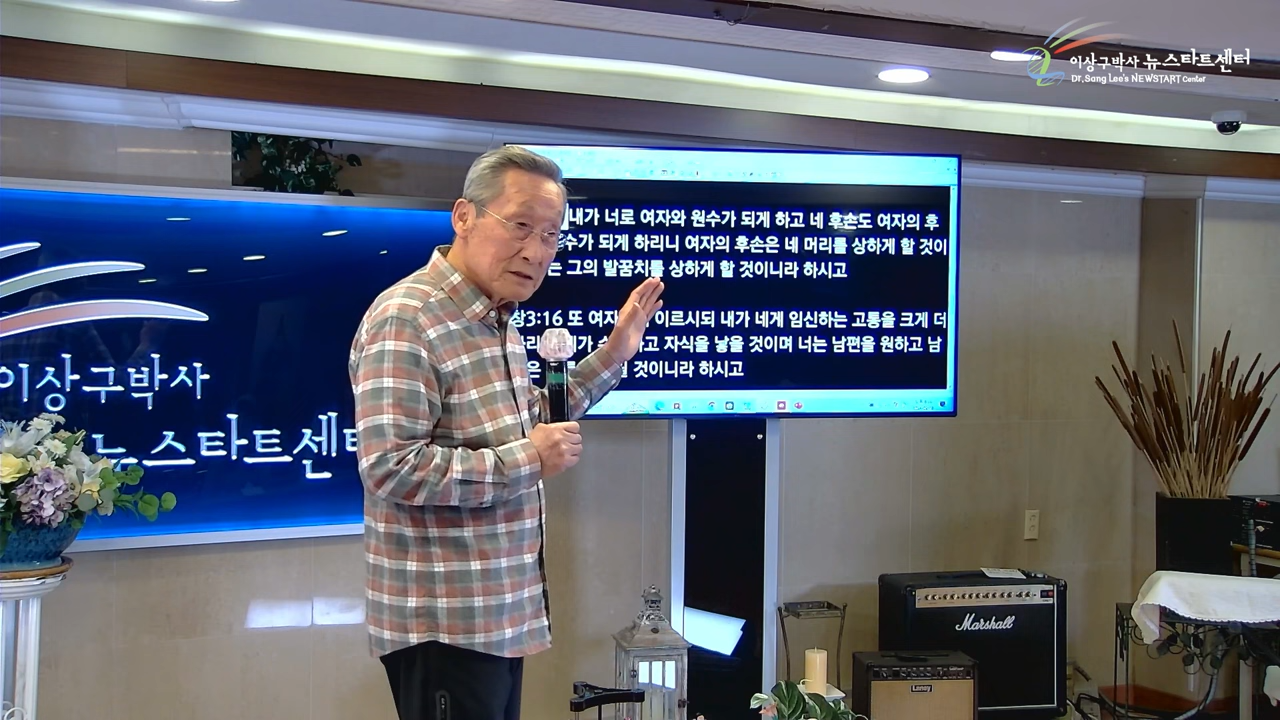 이상구박사 뉴스타트센터
Dr. Sang Lee's NEWSTART Center
내가 너로 여자와 원수가 되게 하고 네 후손도 여자의 후
수가 되게 하리니 여자의 후손은 네 머리를 상하게 할 것이
는 그의 발꿈치를 상하게 할 것이니라 하시고
창3:16 또 여자 이르시되 내가 네게 임신하는 고통을 크게 더
하고 자식을 낳을 것이며 너는 남편을 원하고 남
은 것이니라 하시고
이상구박사
뉴스타트센터
Marshall
Laney